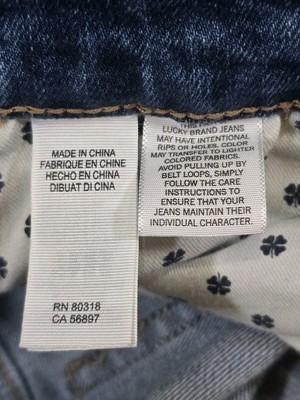 MADE IN CHINA
FABRIQUE EN CHINE
HECHO EN CHINA
DIBUAT DI CINA
RN 80318
CA 56897
LUCKY BRAND JEANS
MAY HAVE INTENTIONAL
RIPS OR HOLES. COLOR
MAY TRANSFER TO LIGHTER
COLORED FABRICS.
AVOID PULLING UP BY
BELT LOOPS, SIMPLY
FOLLOW THE CARE
INSTRUCTIONS TO
ENSURE THAT YOUR
JEANS MAINTAIN THEIR
INDIVIDUAL CHARACTER.